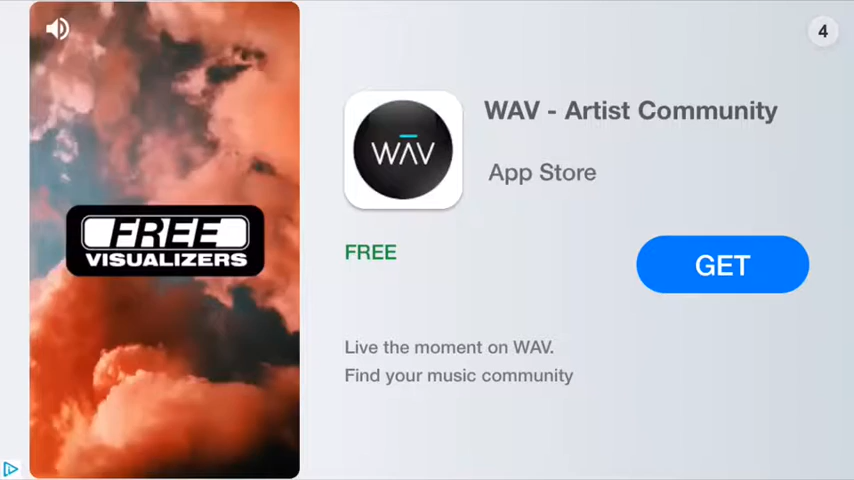 4
WAV - Artist Community
WAV
App Store
FREE
VISUALIZERS
FREE
GET
Live the moment on WAV.
Find your music community